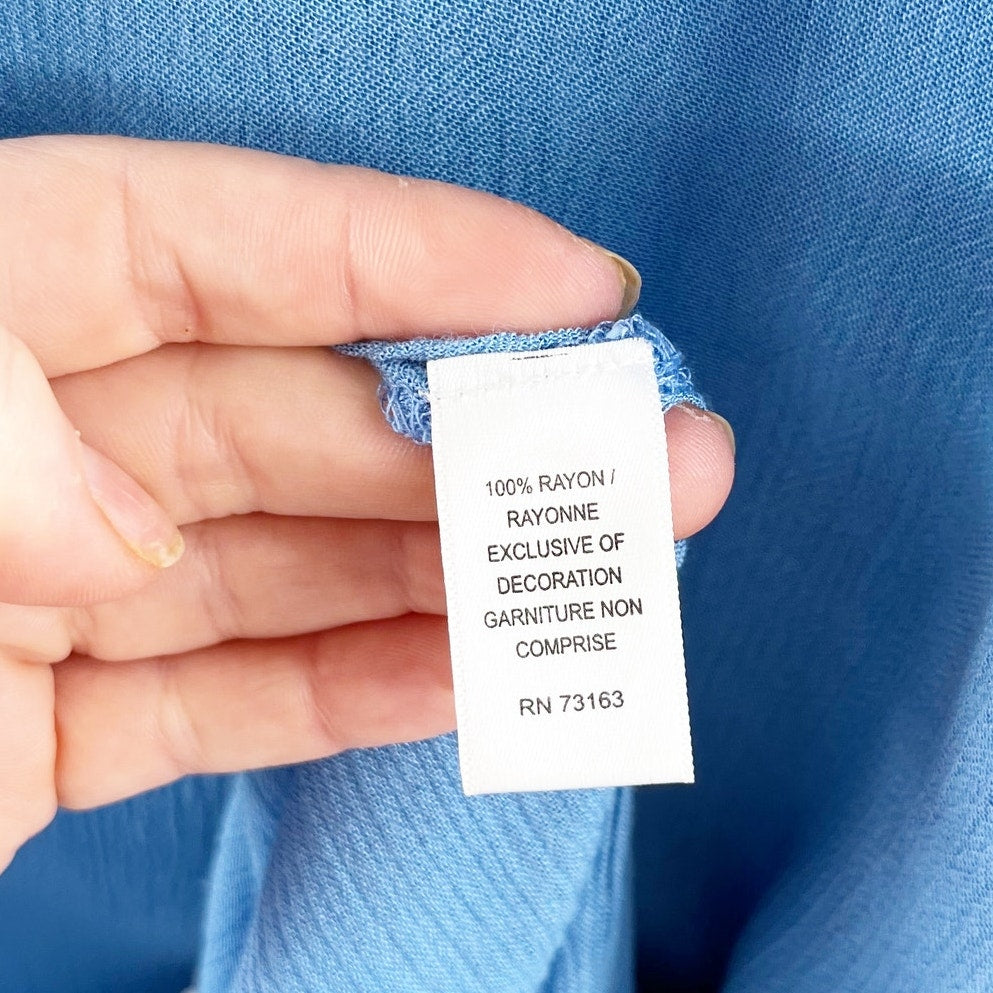 100% RAYON /
RAYONNE
EXCLUSIVE OF
DECORATION
GARNITURE NON
COMPRISE
RN 73163